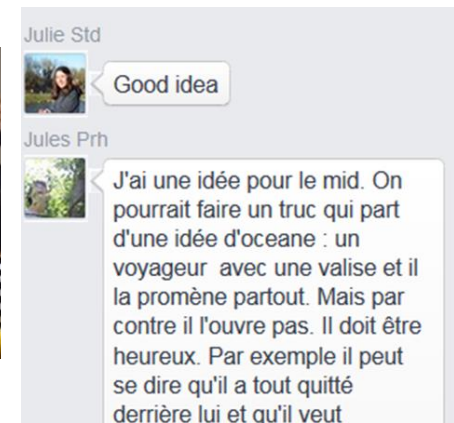 Julie Std
Good idea
Jules Prh
J'ai une idée pour le mid. On
pourrait faire un truc qui part
d'une idée d'oceane : un
voyageur  avec une valise et il
la promène partout. Mais par
contre il l'ouvre pas. Il doit être
heureux. Par exemple il peut
se dire qu'il a tout quitté
derrière lui et qu'il veut